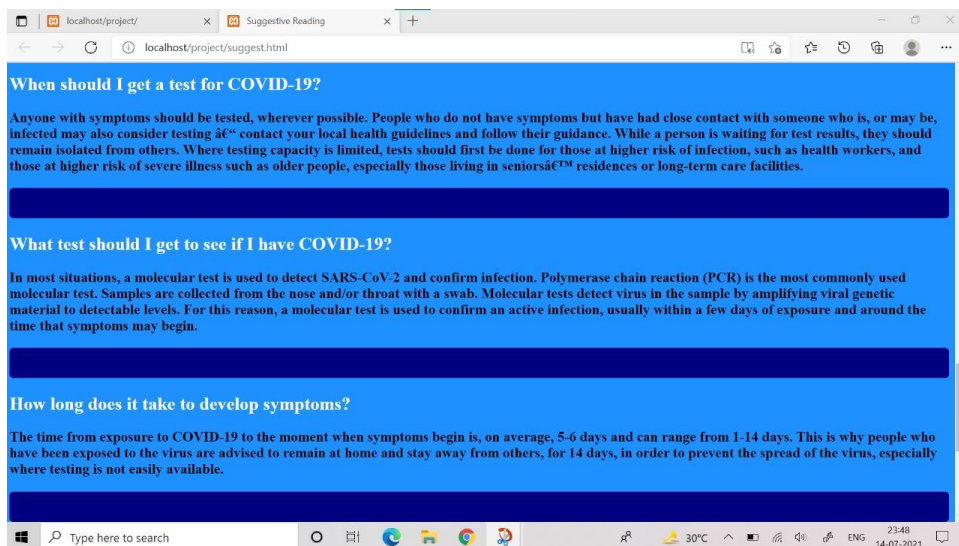 localhost/project/
Suggestive Reading
localhost/project/suggest.html
When should I get a test for COVID-19?
Anyone with symptoms should be tested, wherever possible. People who do not have symptoms but have had close contact with someone who is, or may be,
infected may also consider testing â€“ contact your local health guidelines and follow their guidance. While a person is waiting for test results, they should
remain isolated from others. Where testing capacity is limited, tests should first be done for those at higher risk of infection, such as health workers, and
those at higher risk of severe illness such as older people, especially those living in seniorsâ€™ residences or long-term care facilities.
What test should I get to see if I have COVID-19?
In most situations, a molecular test is used to detect SARS-CoV-2 and confirm infection. Polymerase chain reaction (PCR) is the most commonly used
molecular test. Samples are collected from the nose and/or throat with a swab. Molecular tests detect virus in the sample by amplifying viral genetic
material to detectable levels. For this reason, a molecular test is used to confirm an active infection, usually within a few days of exposure and around the
time that symptoms may begin.
How long does it take to develop symptoms?
The time from exposure to COVID-19 to the moment when symptoms begin is, on average, 5-6 days and can range from 1-14 days. This is why people who
have been exposed to the virus are advised to remain at home and stay away from others, for 14 days, in order to prevent the spread of the virus, especially
where testing is not easily available.
Type here to search
30°C
ENG
23:48
14-07-2021